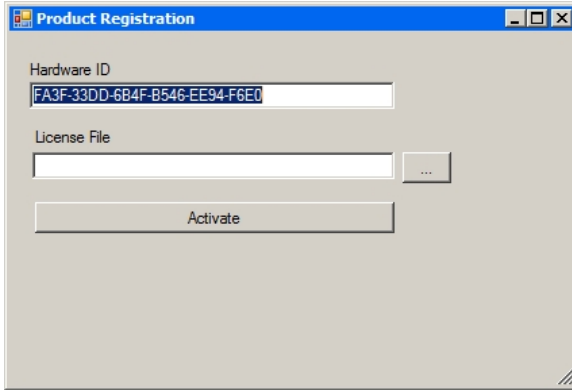 Product Registration
Hardware ID
FA3F-33DD-6B4F-B546-EE94-F6E0
License File
...
Activate